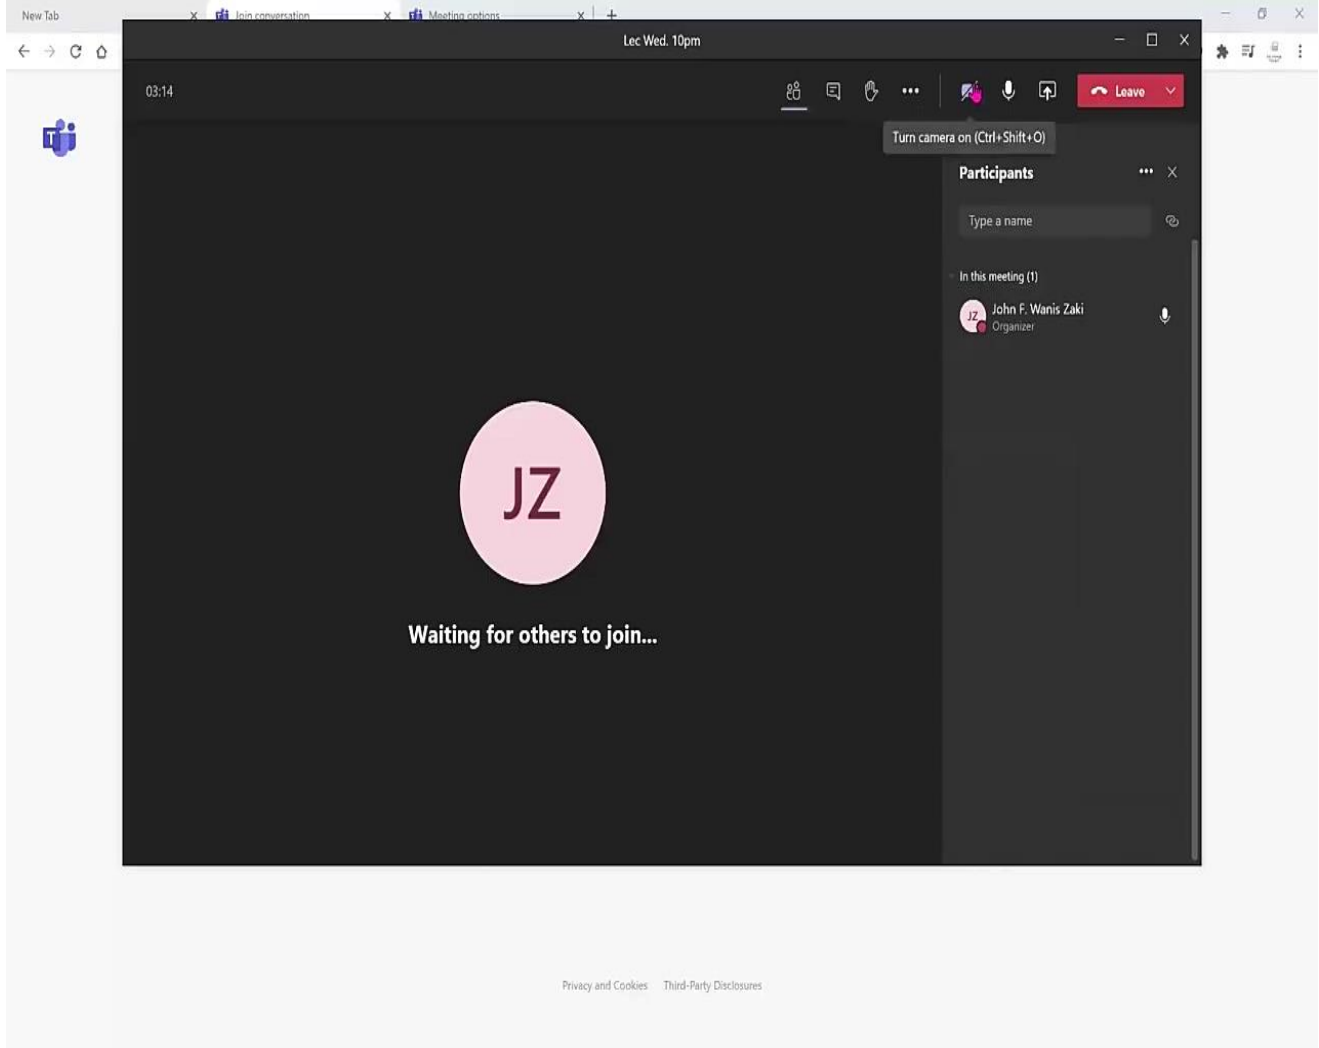 New Tab
Join conversation
Meeting options
Lec Wed. 10pm
03:14
Leave
Turn camera on (Ctrl+Shift+O)
Participants
Type a name
In this meeting (1)
JZ John F. Wanis Zaki
Organizer
JZ
Waiting for others to join...
Privacy and Cookies Third-Party Disclosures